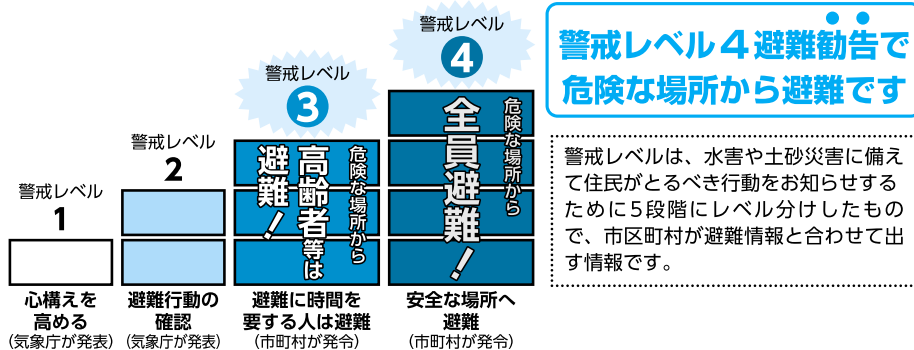 警戒レベル
1
心構えを
高める
(気象庁が発表)
警戒レベル
2
避難行動の
確認
(気象庁が発表)
警戒レベル
3
危険な場所から
高齢者等は
避難!
避難に時間を
要する人は避難
(市町村が発令)
警戒レベル
4
危険な場所から
全員避難!
安全な場所へ
避難
(市町村が発令)
警戒レベル4避難勧告で
危険な場所から避難です
警戒レベルは、水害や土砂災害に備え
て住民がとるべき行動をお知らせする
ために5段階にレベル分けしたもの
で、市区町村が避難情報と合わせて出
す情報です。